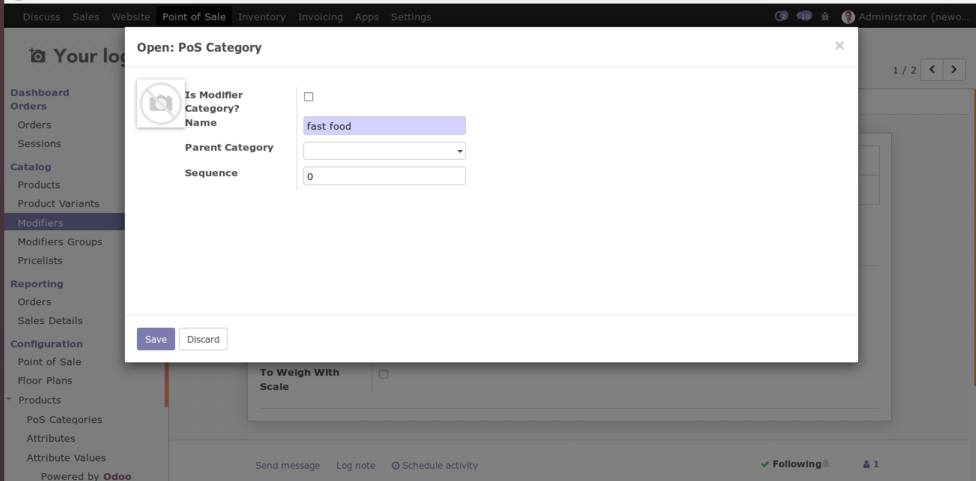 Discuss Sales Website Point of Sale Inventory Invoicing Apps Settings
Administrator (newo...
Your lo
Open: PoS Category
×
1 / 2
Dashboard
Orders
Orders
Sessions
Catalog
Products
Product Variants
Modifiers
Modifiers Groups
Pricelists
Reporting
Orders
Sales Details
Configuration
Point of Sale
Floor Plans
Products
PoS Categories
Attributes
Attribute Values
Powered by Odoo
Is Modifier
Category?
Name
fast food
Parent Category
Sequence
0
Save
Discard
To Weigh With
Scale
Send message Log note Schedule activity
Following
1